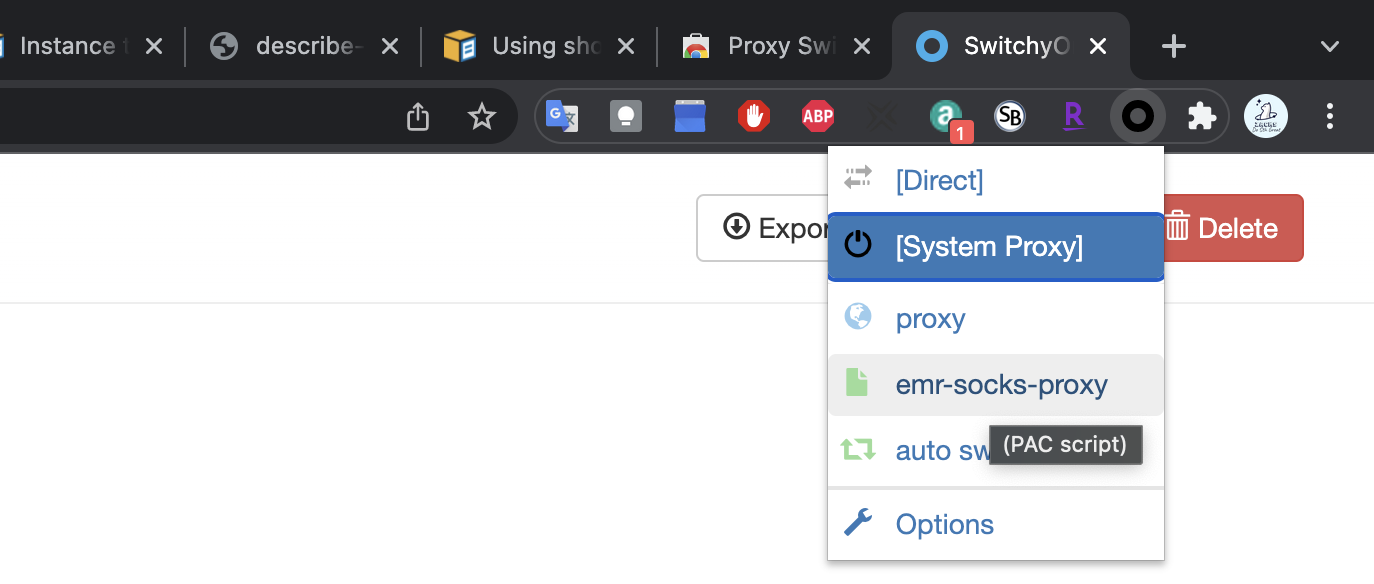 Instance t
describe-
Using sho
Proxy Swi
SwitchyO
G
ABP
a
1
SB
R
[Direct]
Expor
[System Proxy]
Delete
proxy
emr-socks-proxy
auto sw
(PAC script)
Options